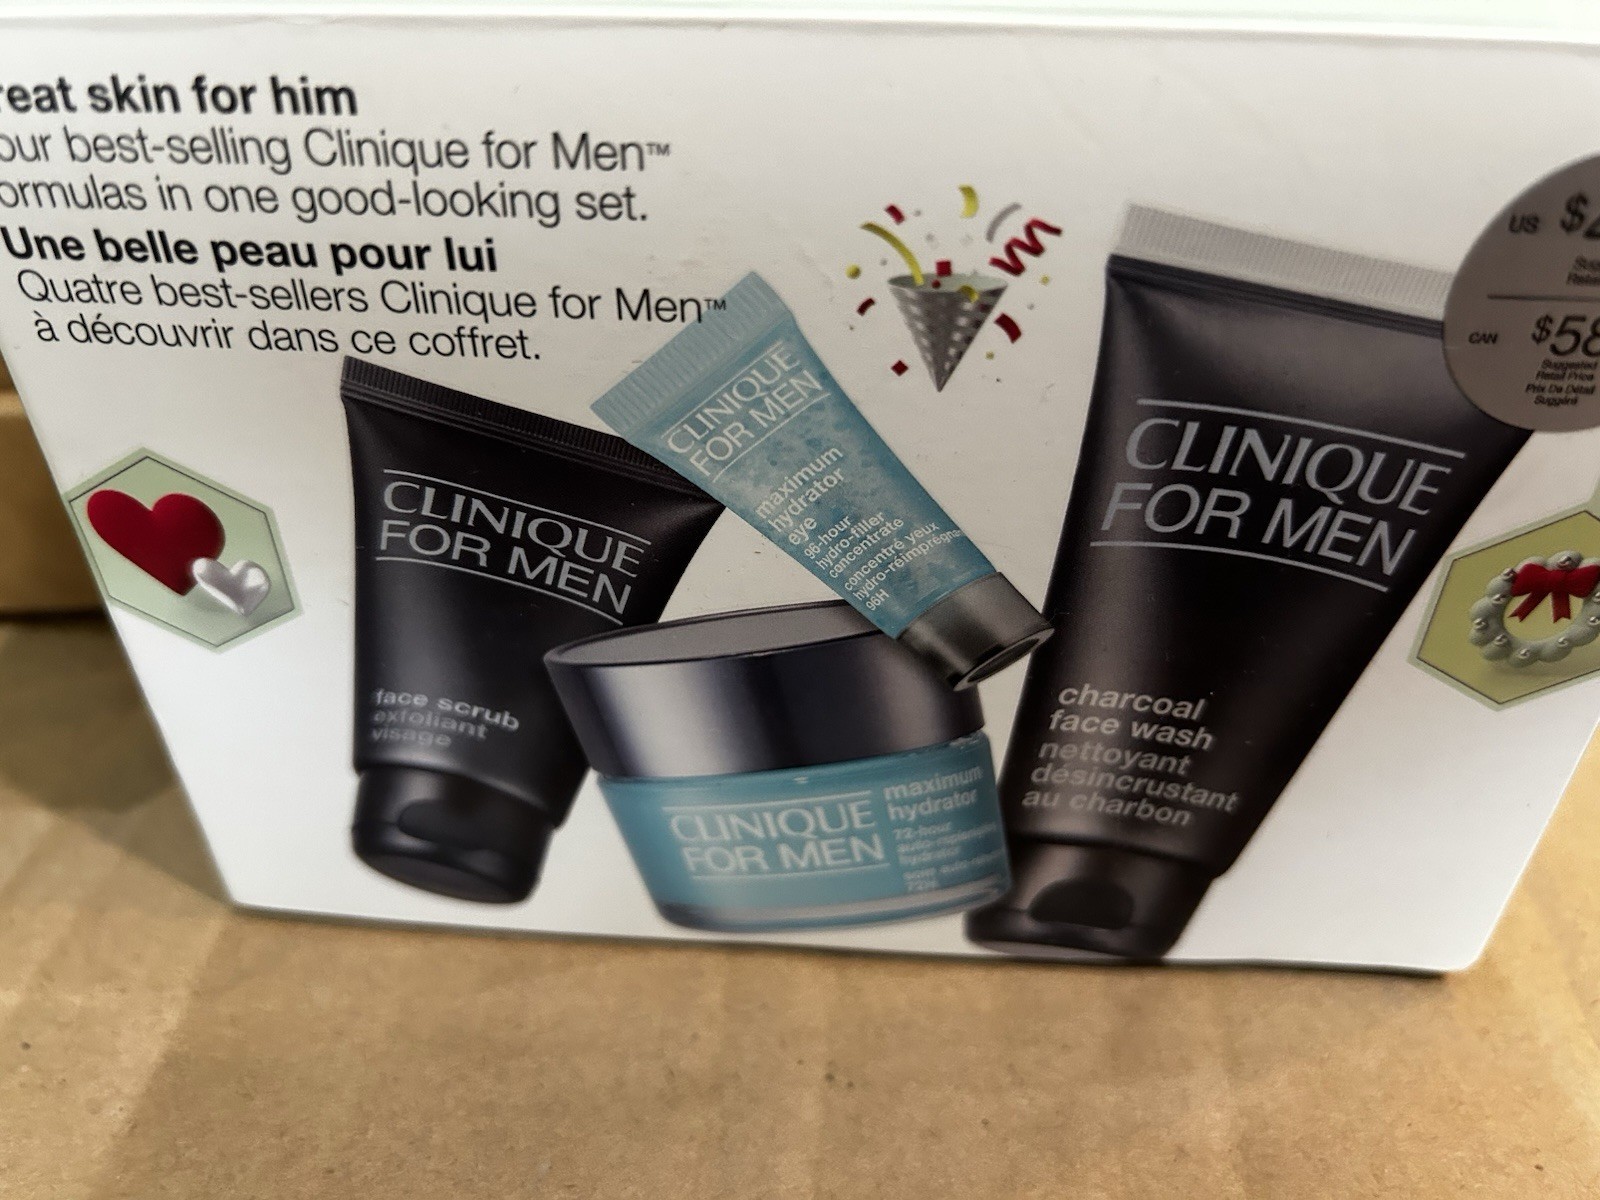 reat skin for him
our best-selling Clinique for Men™
ormulas in one good-looking set.
Une belle peau pour lui
Quatre best-sellers Clinique for Men™
à découvrir dans ce coffret.
US $
CAN $58
Suggested
Retail Price
Prix De Détail
Suggéré
CLINIQUE
FOR MEN
face scrub
exfoliant
visage
CLINIQUE
FOR MEN
maximum
hydrator
eye
96-hour
hydro-filler
concentrate
concentré yeux
96H
CLINIQUE
FOR MEN
maximum
hydrator
72-hour
CLINIQUE
FOR MEN
charcoal
face wash
nettoyant
désincrustant
au charbon